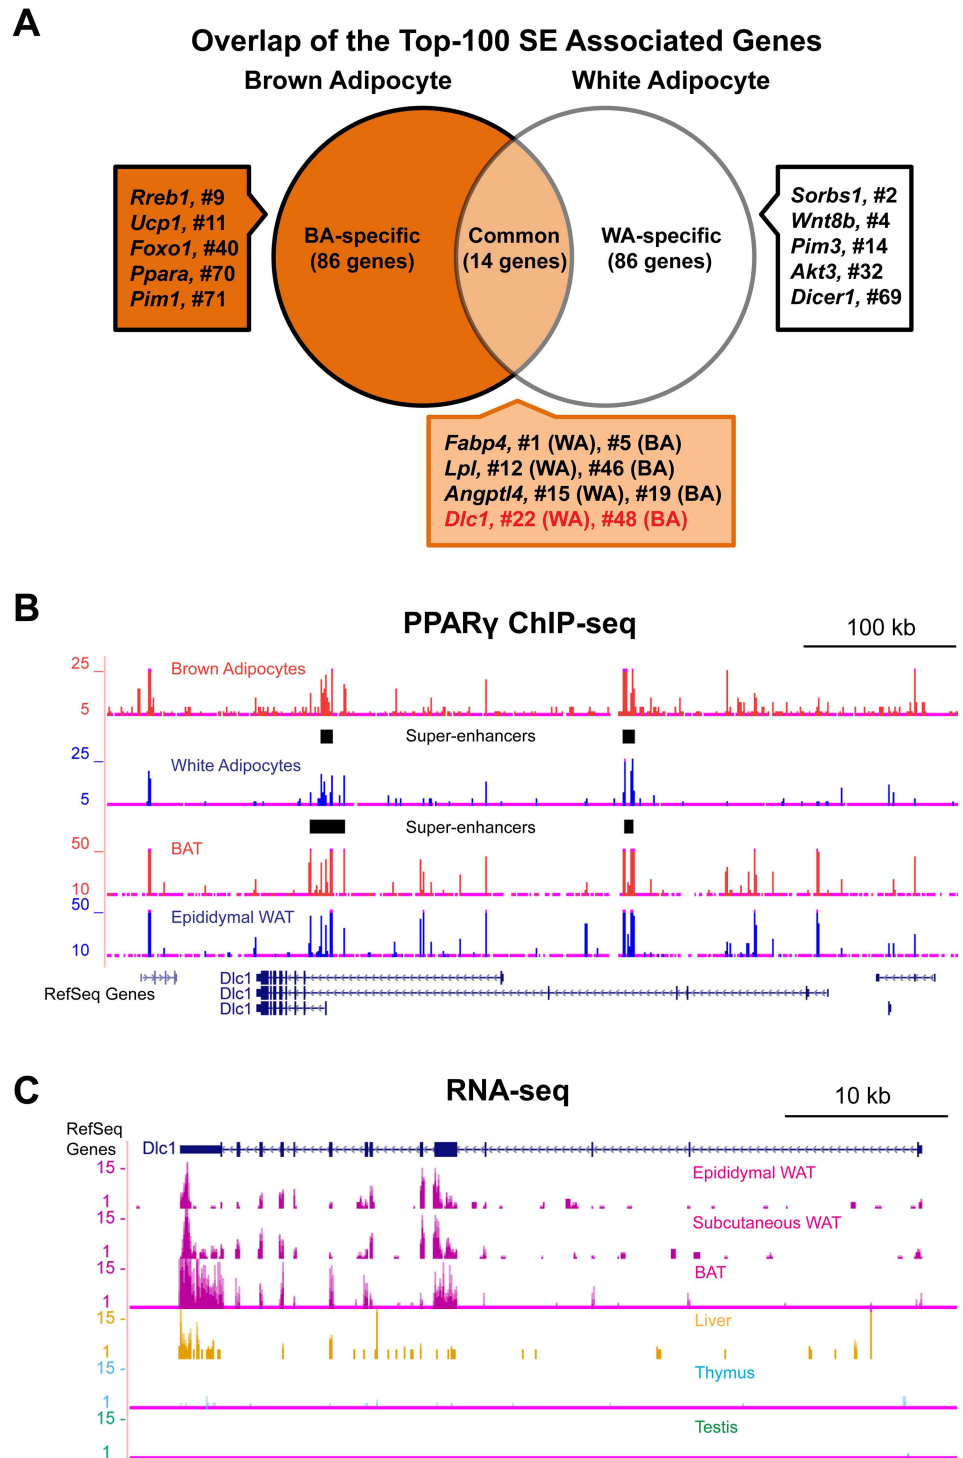 A
Overlap of the Top-100 SE Associated Genes
Brown Adipocyte
White Adipocyte
Rreb1, #9
Ucp1, #11
Foxo1, #40
Ppara, #70
Pim1, #71
BA-specific
(86 genes)
Common
(14 genes)
WA-specific
(86 genes)
Sorbs1, #2
Wnt8b, #4
Pim3, #14
Akt3, #32
Dicer1, #69
Fabp4, #1 (WA), #5 (BA)
Lpl, #12 (WA), #46 (BA)
Angptl4, #15 (WA), #19 (BA)
Dlc1, #22 (WA), #48 (BA)
B
PPARγ ChIP-seq
100 kb
25
Brown Adipocytes
5
Super-enhancers
25
White Adipocytes
5
Super-enhancers
50
BAT
10
50
Epididymal WAT
10
Dlc1
RefSeq Genes
Dlc1
Dlc1
C
RNA-seq
10 kb
RefSeq
Genes
Dlc1
15
Epididymal WAT
1
15
Subcutaneous WAT
1
15
BAT
1
15
Liver
1
15
Thymus
1
15
Testis
1